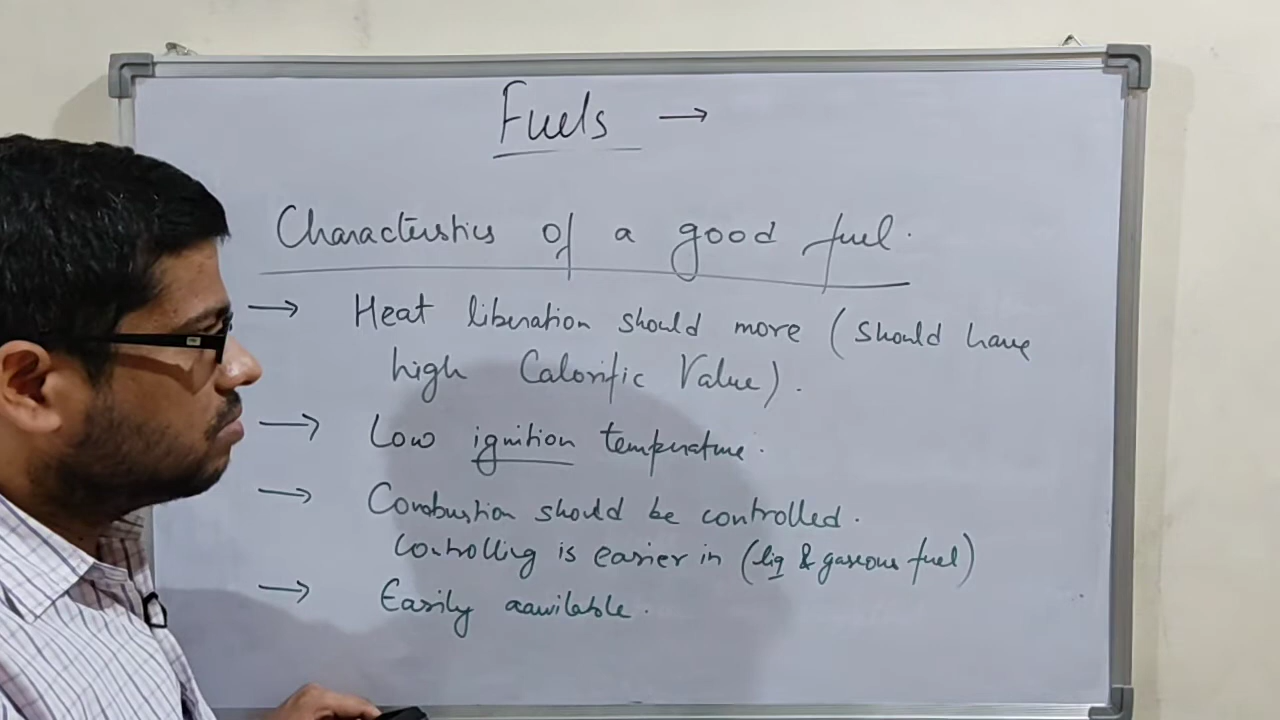 Fuels →
Characteristics of a good fuel.
→ Heat liberation should more (should have
high Calorific Value).
→ Low ignition temperature.
→ Combustion should be controlled.
Controlling is easier in (liq & gaseous fuel)
→ Easily aawilable.